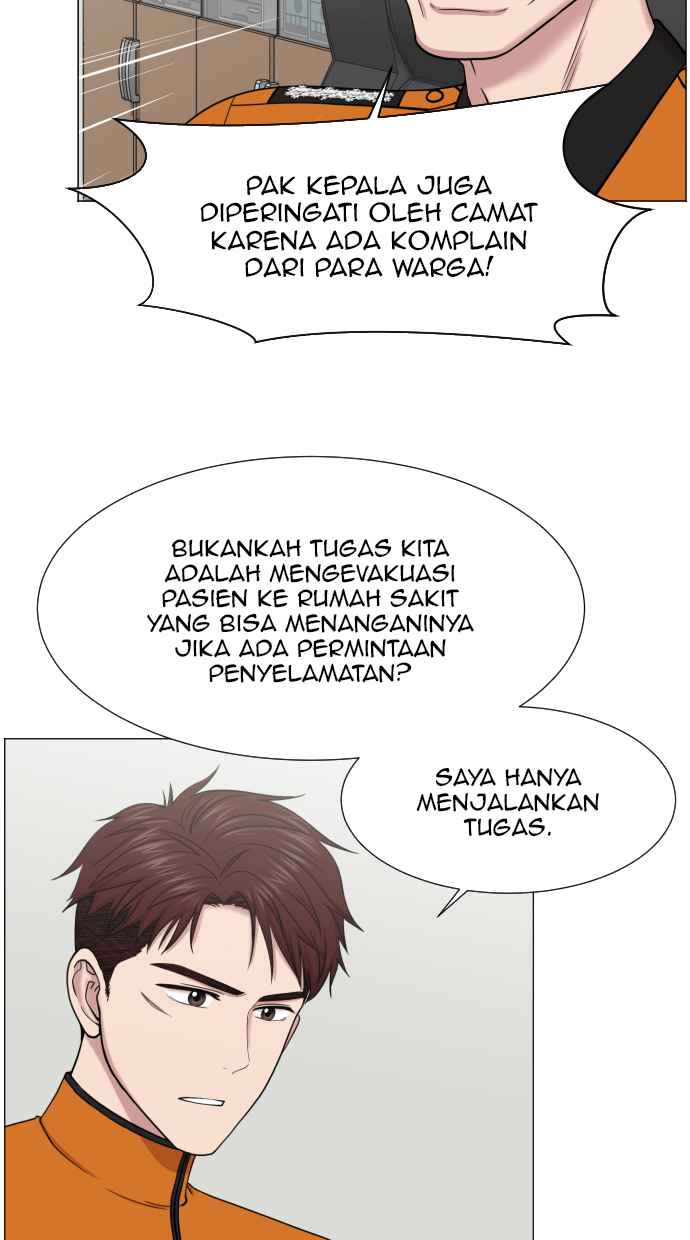 PAK KEPALA JUGA
DIPERINGATI OLEH CAMAT
KARENA ADA KOMPLAIN
DARI PARA WARGA!
BUKANKAH TUGAS KITA
ADALAH MENGEVAKUASI
PASIEN KE RUMAH SAKIT
YANG BISA MENANGANINYA
JIKA ADA PERMINTAAN
PENYELAMATAN?
SAYA HANYA
MENJALANKAN
TUGAS.